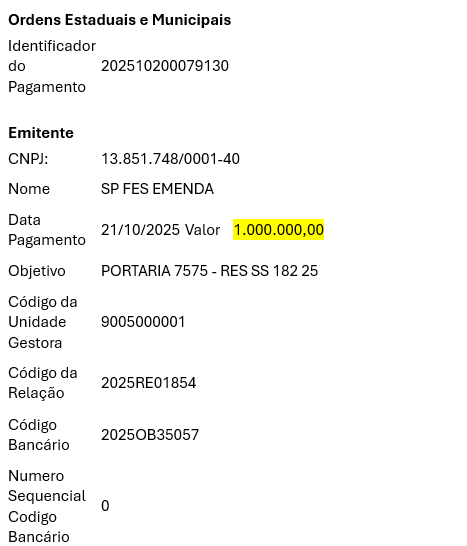 Ordens Estaduais e Municipais
Identificador
do
Pagamento
202510200079130
Emitente
CNPJ: 13.851.748/0001-40
Nome SP FES EMENDA
Data
Pagamento
21/10/2025 Valor 1.000.000,00
Objetivo PORTARIA 7575 - RES SS 182 25
Código da
Unidade
Gestora
9005000001
Código da
Relação
2025RE01854
Código
Bancário
2025OB35057
Numero
Sequencial
Codigo
Bancário
0